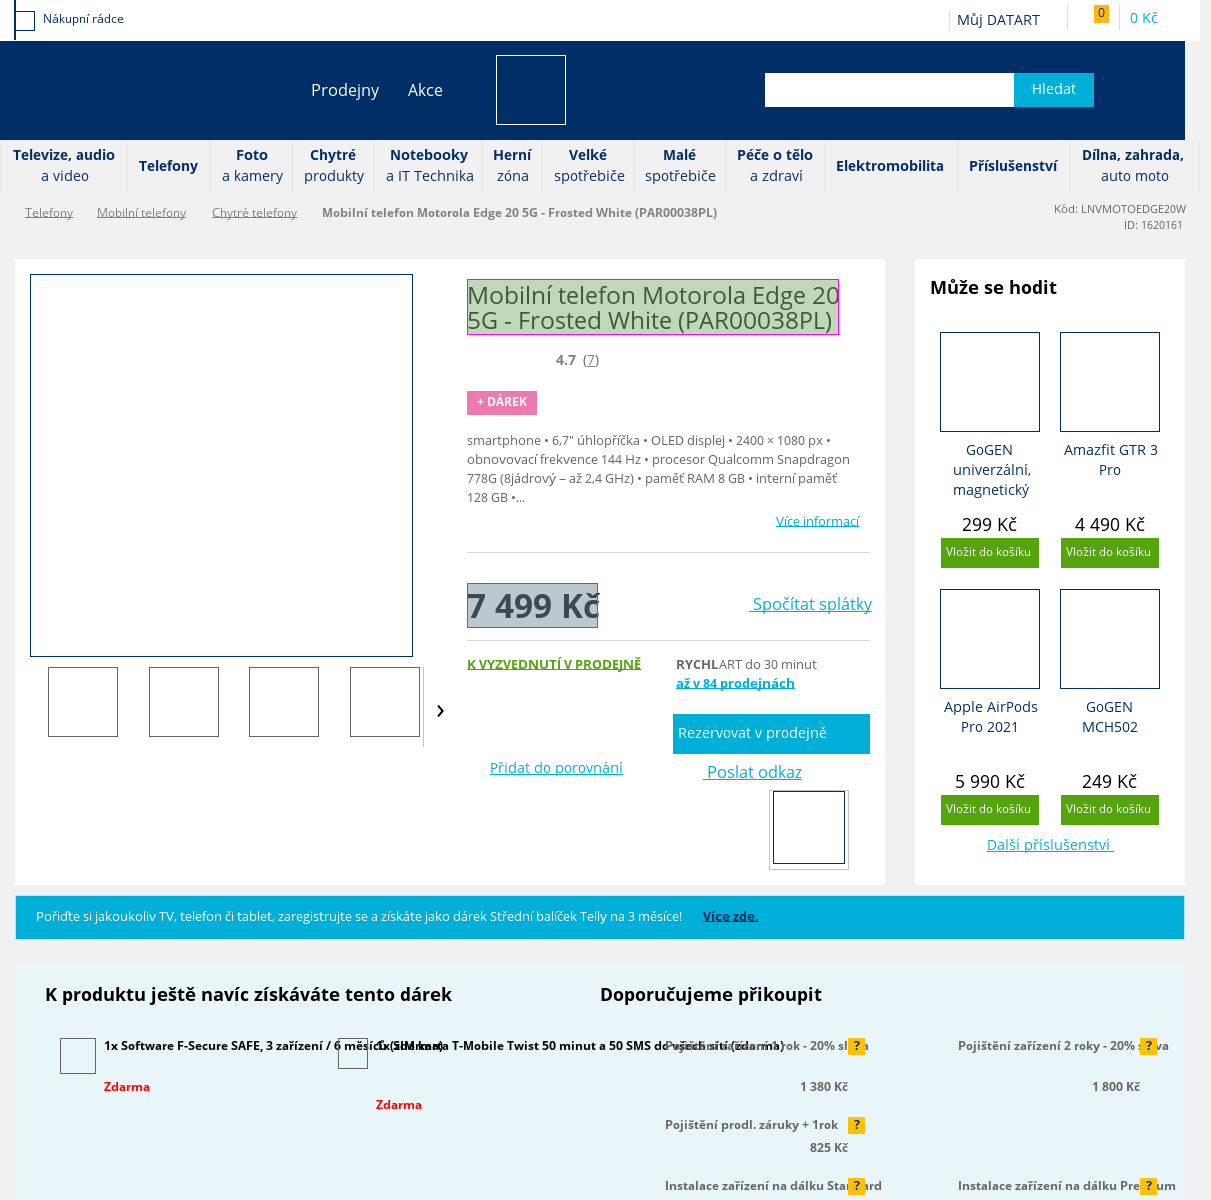 Nákupní rádce
Můj DATART
0
0 Kč
Prodejny
Akce
Hledat
Televize, audio
a video
Telefony
Foto
a kamery
Chytré
produkty
Notebooky
a IT Technika
Herní
zóna
Velké
spotřebiče
Malé
spotřebiče
Péče o tělo
a zdraví
Elektromobilita
Příslušenství
Dílna, zahrada,
auto moto
Telefony
Mobilní telefony
Chytré telefony
Mobilní telefon Motorola Edge 20 5G - Frosted White (PAR00038PL)
Kód: LNVMOTOEDGE20W
ID: 1620161
Mobilní telefon Motorola Edge 20
5G - Frosted White (PAR00038PL)
4.7 (7)
+ DÁREK
smartphone • 6,7" úhlopříčka • OLED displej • 2400 × 1080 px •
obnovovací frekvence 144 Hz • procesor Qualcomm Snapdragon
778G (8jádrový – až 2,4 GHz) • paměť RAM 8 GB • interní paměť
128 GB •...
Více informací
7 499 Kč
Spočítat splátky
K VYZVEDNUTÍ V PRODEJNĚ
RYCHLART do 30 minut
až v 84 prodejnách
Rezervovat v prodejně
Přidat do porovnání
Poslat odkaz
Může se hodit
GoGEN
univerzální,
magnetický
299 Kč
Vložit do košíku
Amazfit GTR 3
Pro
4 490 Kč
Vložit do košíku
Apple AirPods
Pro 2021
5 990 Kč
Vložit do košíku
GoGEN
MCH502
249 Kč
Vložit do košíku
Další příslušenství
Pořiďte si jakoukoliv TV, telefon či tablet, zaregistrujte se a získáte jako dárek Střední balíček Telly na 3 měsíce!
Více zde.
K produktu ještě navíc získáváte tento dárek
1x Software F-Secure SAFE, 3 zařízení / 6 měsíců (zdarma)
Zdarma
1x SIM karta T-Mobile Twist 50 minut a 50 SMS do všech sítí (zdarma)
Zdarma
Doporučujeme přikoupit
Pojištění zařízení 1 rok - 20% sleva
?
1 380 Kč
Pojištění zařízení 2 roky - 20% sleva
?
1 800 Kč
Pojištění prodl. záruky + 1rok
?
825 Kč
Instalace zařízení na dálku Standard
?
Instalace zařízení na dálku Premium
?